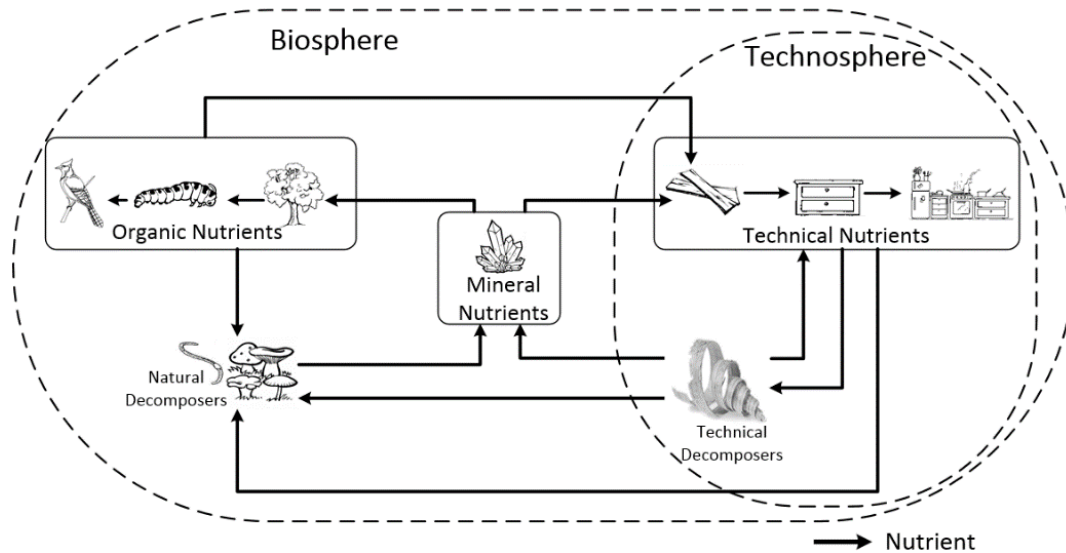 Biosphere
Technosphere
Organic Nutrients
Technical Nutrients
Mineral
Nutrients
Natural
Decomposers
Technical
Decomposers
Nutrient